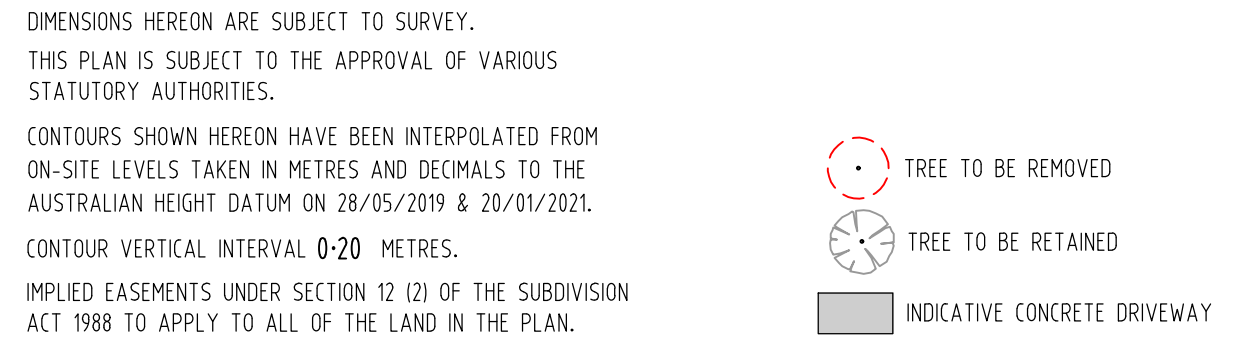 DIMENSIONS HEREON ARE SUBJECT TO SURVEY.
THIS PLAN IS SUBJECT TO THE APPROVAL OF VARIOUS
STATUTORY AUTHORITIES.
CONTOURS SHOWN HEREON HAVE BEEN INTERPOLATED FROM
ON-SITE LEVELS TAKEN IN METRES AND DECIMALS TO THE
AUSTRALIAN HEIGHT DATUM ON 28/05/2019 & 20/01/2021.
CONTOUR VERTICAL INTERVAL 0·20 METRES.
IMPLIED EASEMENTS UNDER SECTION 12 (2) OF THE SUBDIVISION
ACT 1988 TO APPLY TO ALL OF THE LAND IN THE PLAN.
TREE TO BE REMOVED
TREE TO BE RETAINED
INDICATIVE CONCRETE DRIVEWAY